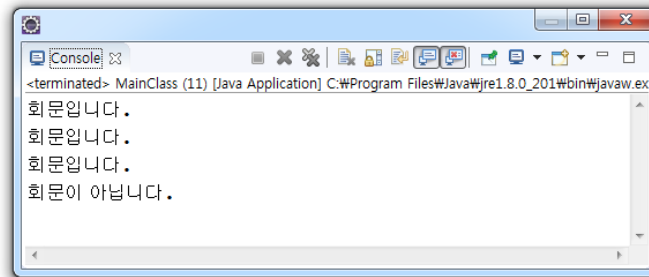 Console
<terminated> MainClass (11) [Java Application] C:₩Program Files₩Java₩jre1.8.0_201₩bin₩javaw.ex
회문입니다.
회문입니다.
회문입니다.
회문이 아닙니다.